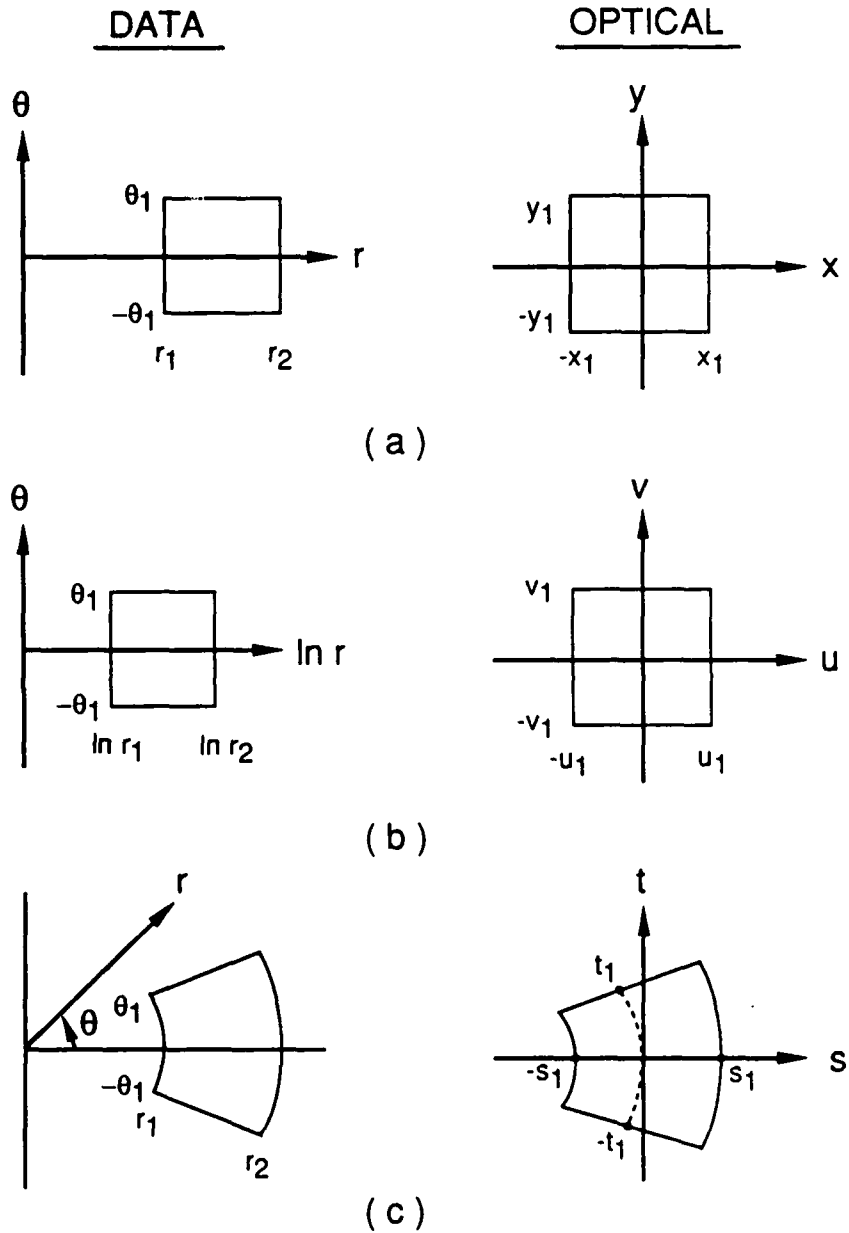 DATA
OPTICAL
θ
θ₁
−θ₁
r₁
r₂
r
y
y₁
-y₁
-x₁
x₁
x
( a )
θ
θ₁
−θ₁
ln r₁
ln r₂
ln r
v
v₁
-v₁
-u₁
u₁
u
( b )
r
θ
θ₁
−θ₁
r₁
r₂
t
t₁
-s₁
s₁
s
-t₁
( c )